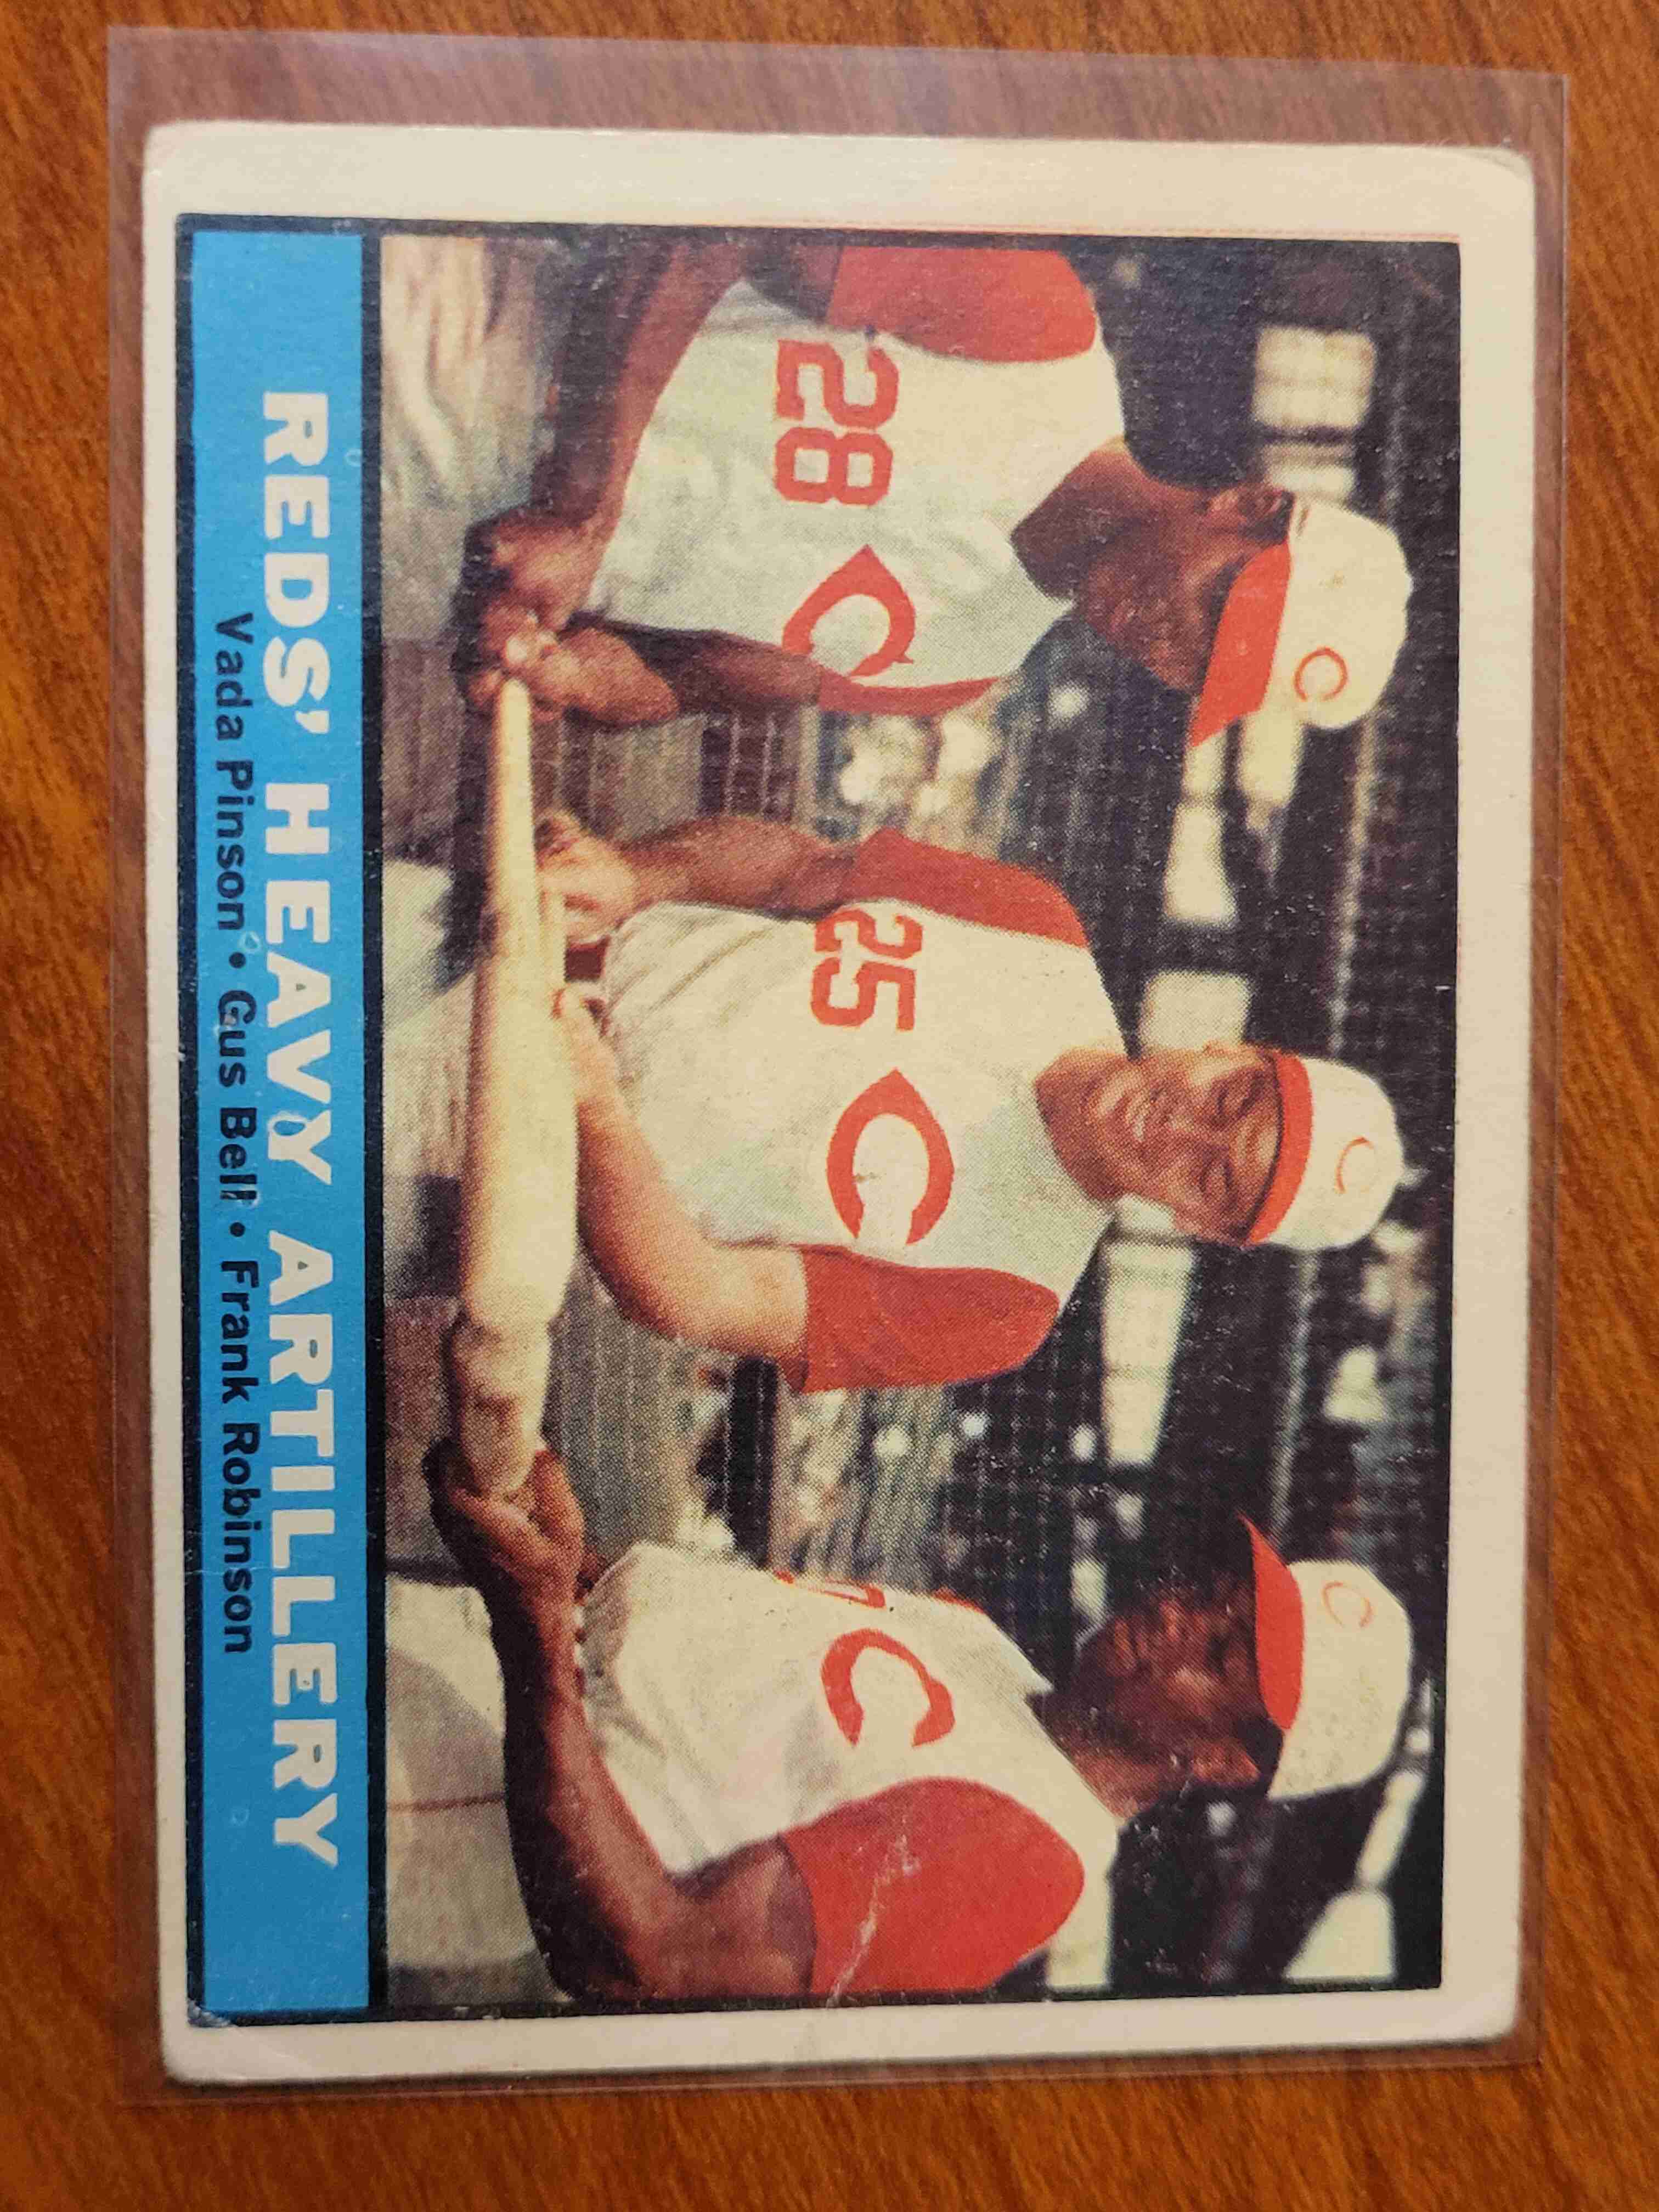 REDS' HEAVY ARTILLERY
Vada Pinson • Gus Bell • Frank Robinson
28 C
C
25 C
C
C
C